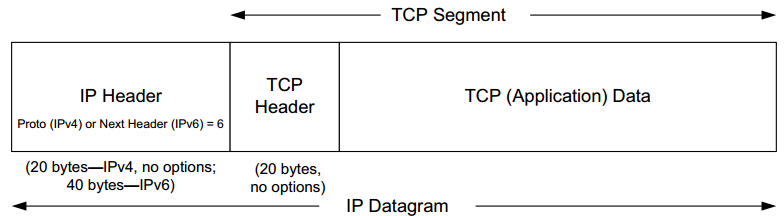 TCP Segment
IP Header
Proto (IPv4) or Next Header (IPv6) = 6
TCP
Header
TCP (Application) Data
(20 bytes—IPv4, no options;
40 bytes—IPv6)
(20 bytes,
no options)
IP Datagram